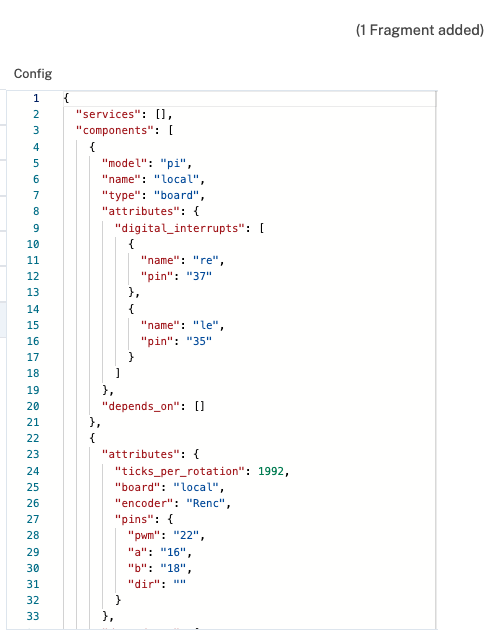 (1 Fragment added)
Config
1 {
2 "services": [],
3 "components": [
4 {
5 "model": "pi",
6 "name": "local",
7 "type": "board",
8 "attributes": {
9 "digital_interrupts": [
10 {
11 "name": "re",
12 "pin": "37"
13 },
14 {
15 "name": "le",
16 "pin": "35"
17 }
18 ]
19 },
20 "depends_on": []
21 },
22 {
23 "attributes": {
24 "ticks_per_rotation": 1992,
25 "board": "local",
26 "encoder": "Renc",
27 "pins": {
28 "pwm": "22",
29 "a": "16",
30 "b": "18",
31 "dir": ""
32 }
33 },